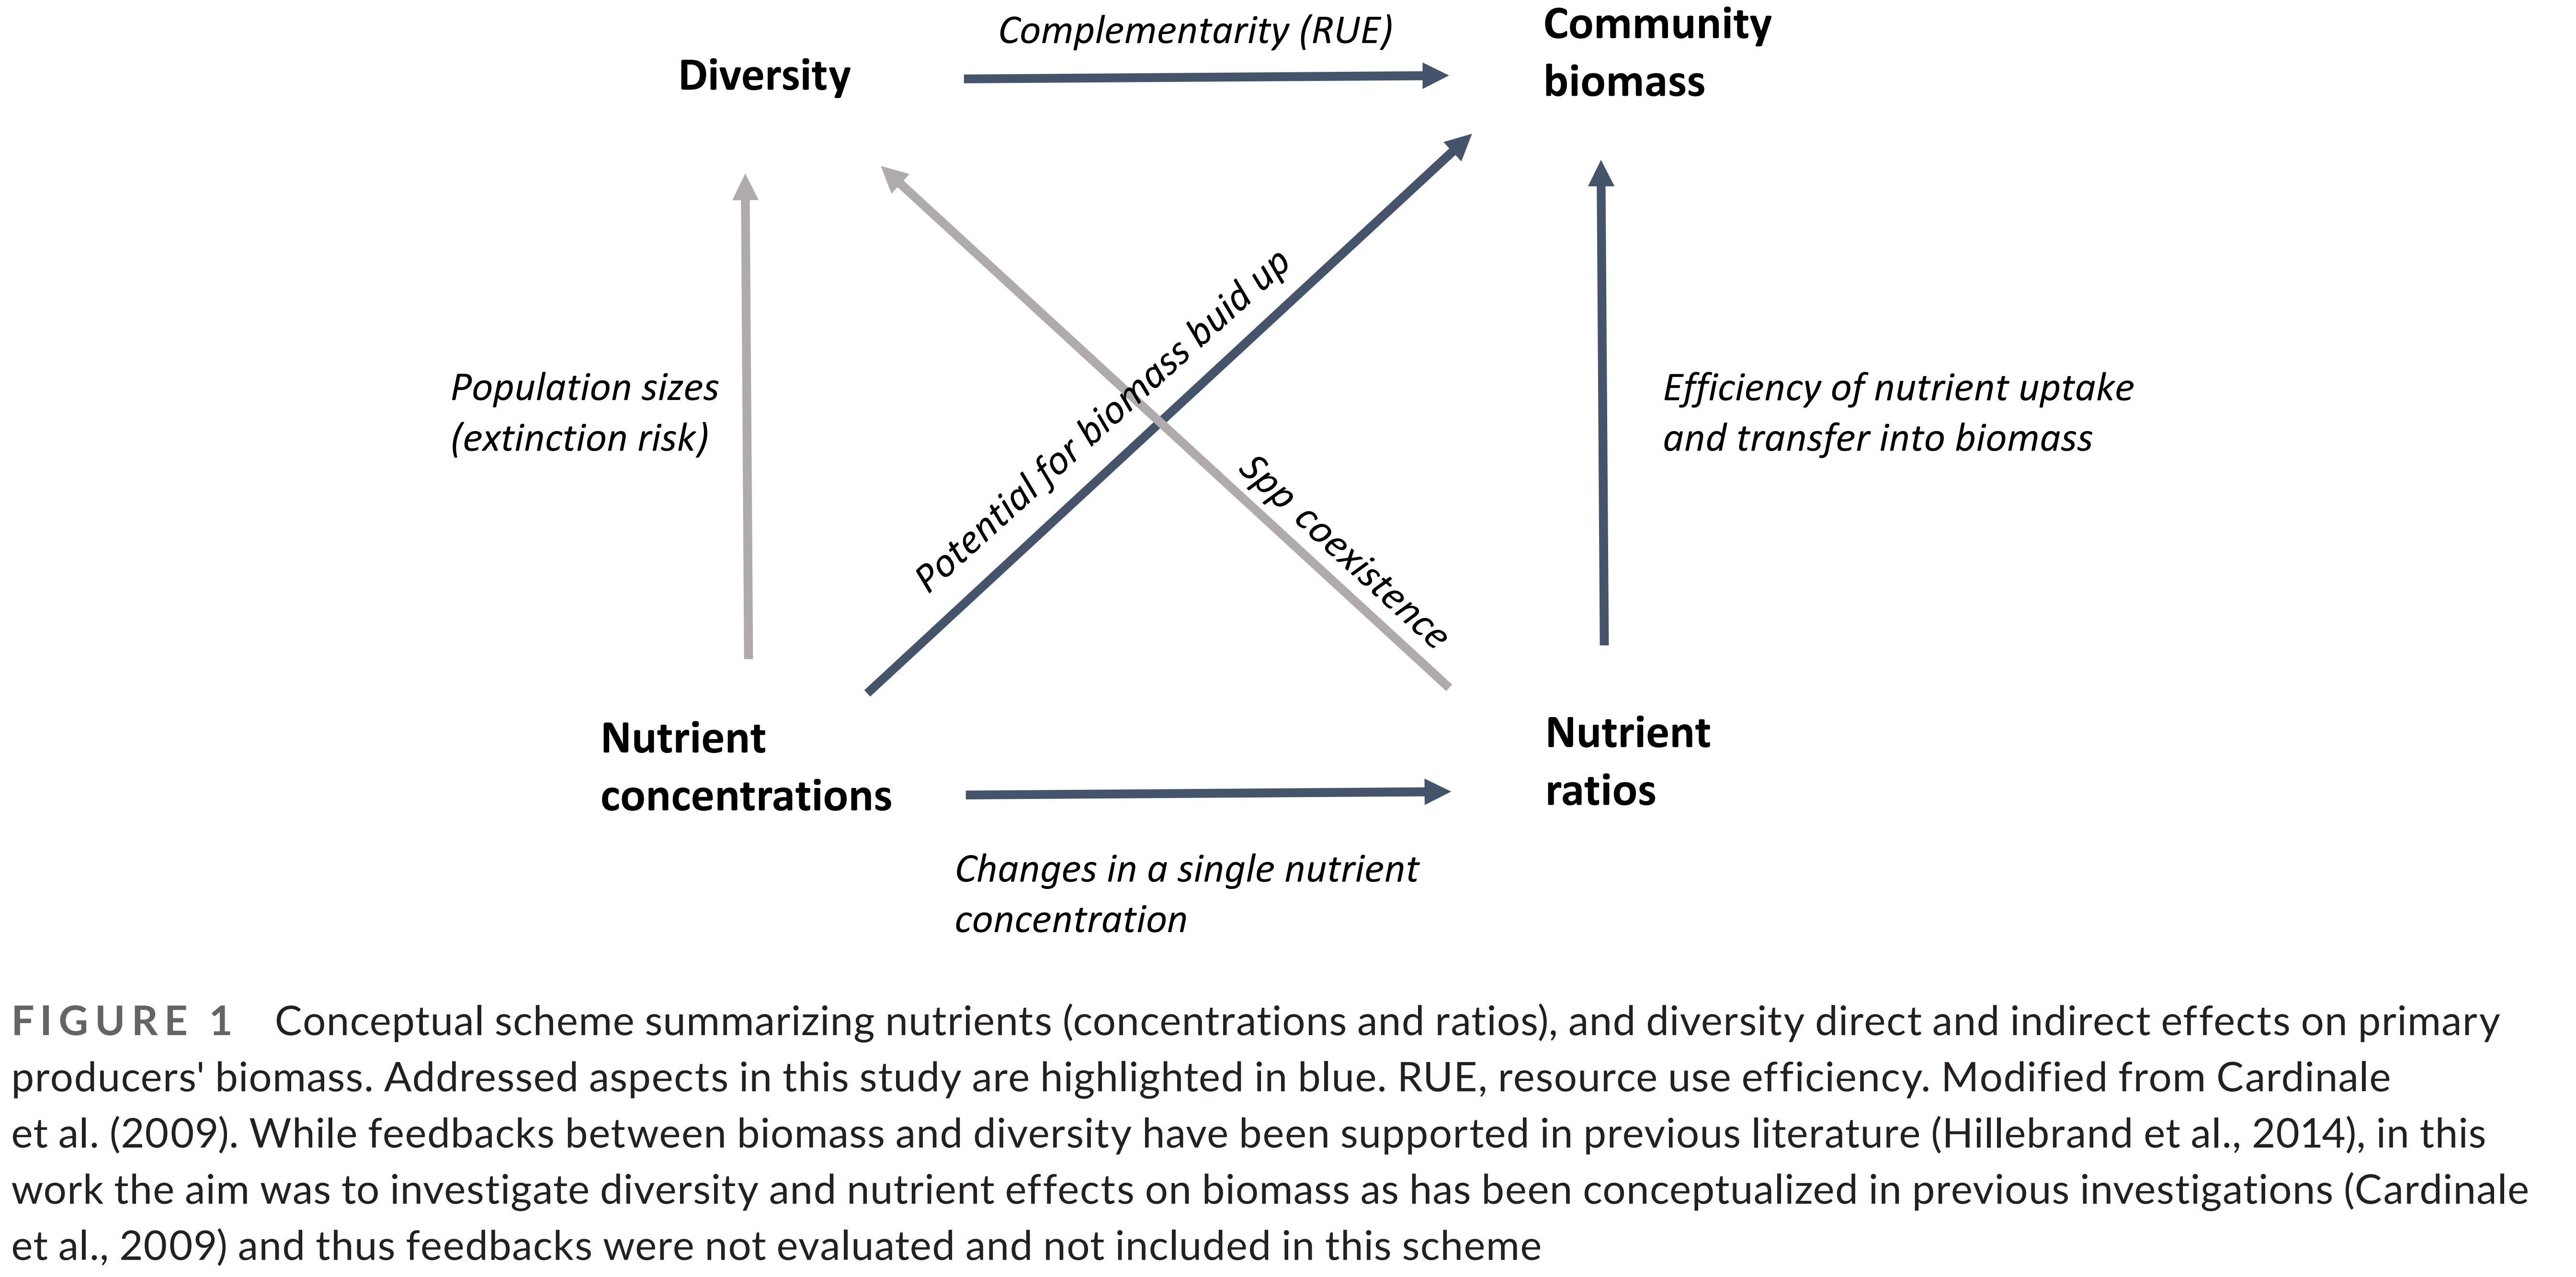 Complementarity (RUE)
Community
biomass
Diversity
Population sizes
(extinction risk)
Potential for biomass buid up
Spp coexistence
Efficiency of nutrient uptake
and transfer into biomass
Nutrient
concentrations
Nutrient
ratios
Changes in a single nutrient
concentration
FIGURE 1 Conceptual scheme summarizing nutrients (concentrations and ratios), and diversity direct and indirect effects on primary
producers' biomass. Addressed aspects in this study are highlighted in blue. RUE, resource use efficiency. Modified from Cardinale
et al. (2009). While feedbacks between biomass and diversity have been supported in previous literature (Hillebrand et al., 2014), in this
work the aim was to investigate diversity and nutrient effects on biomass as has been conceptualized in previous investigations (Cardinale
et al., 2009) and thus feedbacks were not evaluated and not included in this scheme